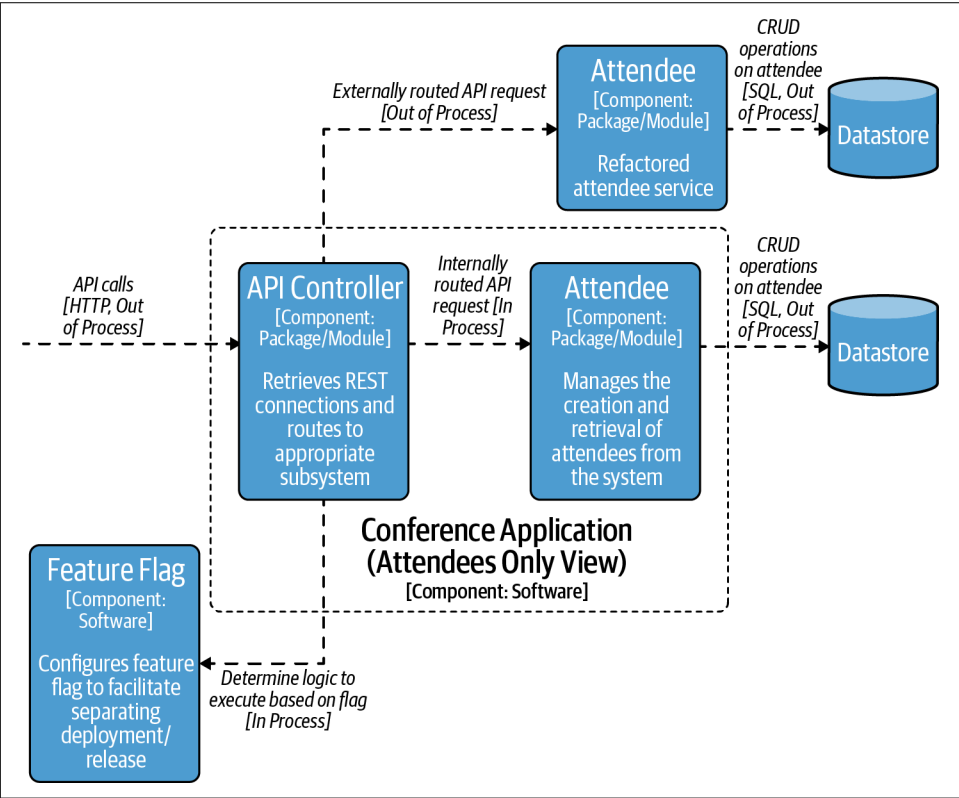 Externally routed API request
[Out of Process]
Attendee
[Component:
Package/Module]
Refactored
attendee service
CRUD
operations
on attendee
[SQL, Out
of Process]
Datastore
API calls
[HTTP, Out
of Process]
API Controller
[Component:
Package/Module]
Retrieves REST
connections and
routes to
appropriate
subsystem
Internally
routed API
request [In
Process]
Attendee
[Component:
Package/Module]
Manages the
creation and
retrieval of
attendees from
the system
CRUD
operations
on attendee
[SQL, Out
of Process]
Datastore
Conference Application
(Attendees Only View)
[Component: Software]
Feature Flag
[Component:
Software]
Configures feature
flag to facilitate
separating
deployment/
release
Determine logic to
execute based on flag
[In Process]